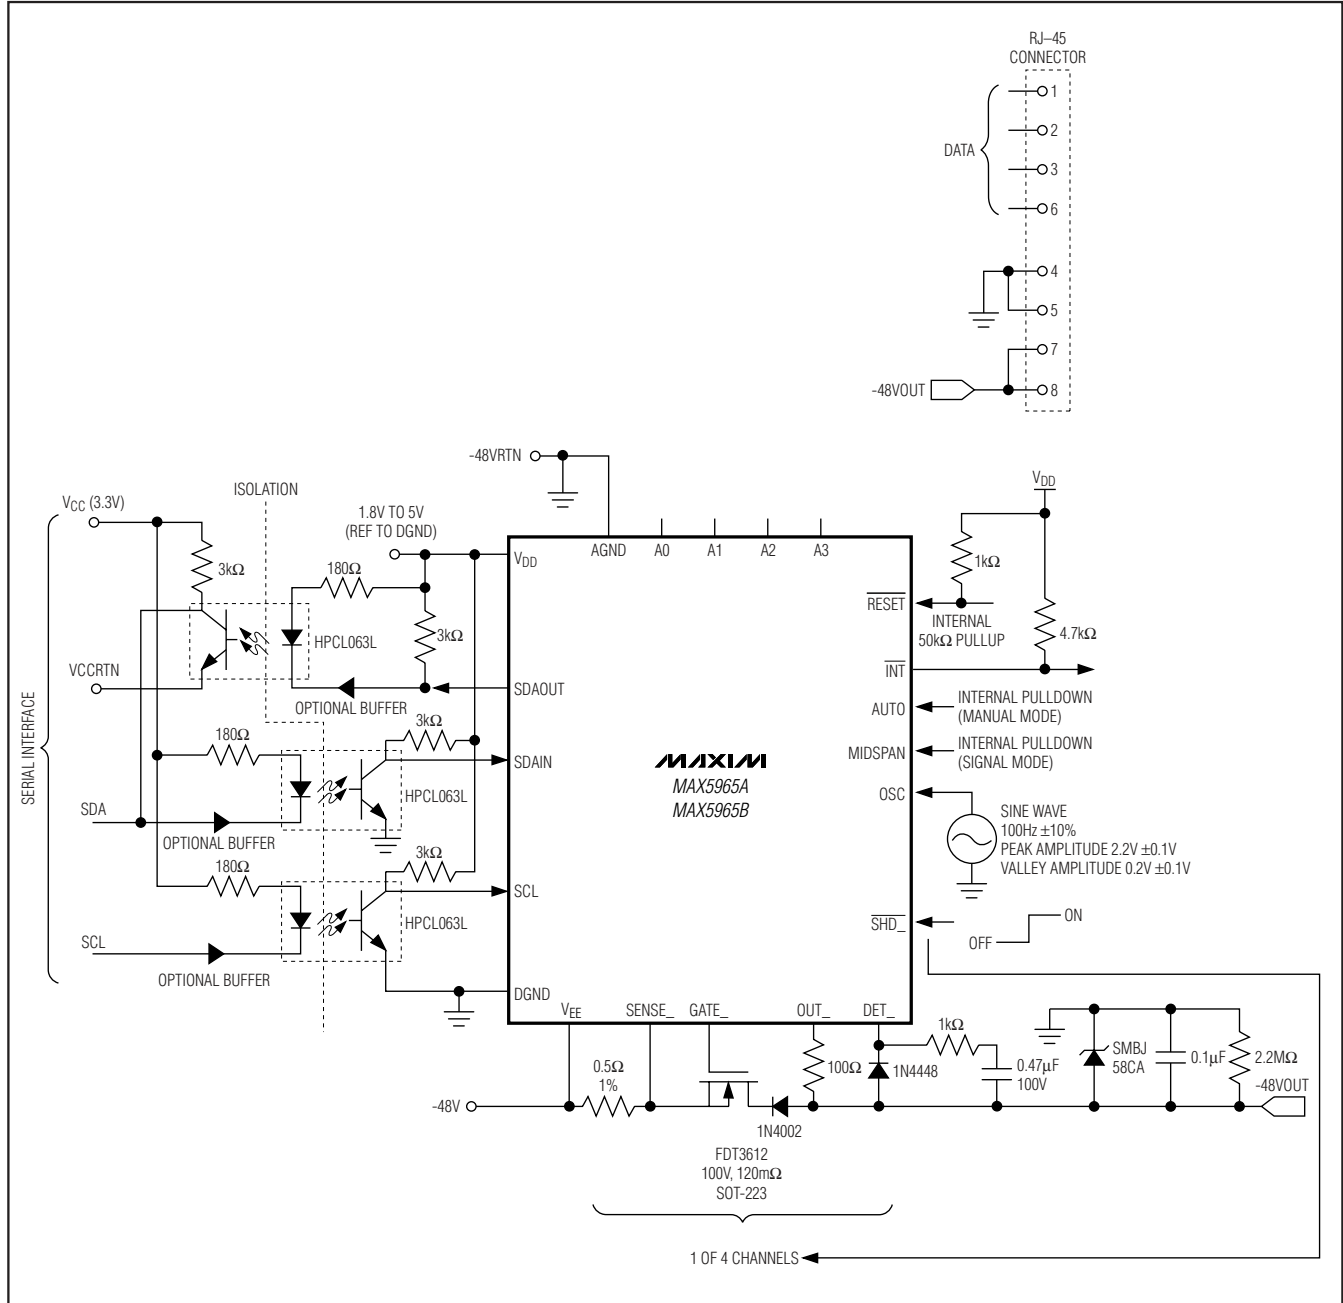 RJ–45
CONNECTOR
1
2
DATA
3
6
4
5
7
-48VOUT
8
-48VRTN
ISOLATION
VCC (3.3V)
1.8V TO 5V
(REF TO DGND)
VDD
AGND
A0
A1
A2
A3
VDD
3kΩ
180Ω
1kΩ
RESET
INTERNAL
50kΩ PULLUP
4.7kΩ
HPCL063L
3kΩ
VCCRTN
SDAOUT
INT
OPTIONAL BUFFER
AUTO
INTERNAL PULLDOWN
(MANUAL MODE)
SERIAL INTERFACE
180Ω
3kΩ
SDAIN
MAXIM
MAX5965A
MAX5965B
MIDSPAN
INTERNAL PULLDOWN
(SIGNAL MODE)
HPCL063L
OSC
SDA
OPTIONAL BUFFER
SINE WAVE
100Hz ±10%
PEAK AMPLITUDE 2.2V ±0.1V
VALLEY AMPLITUDE 0.2V ±0.1V
180Ω
3kΩ
SCL
HPCL063L
SHD_
ON
OFF
SCL
OPTIONAL BUFFER
DGND
VEE
SENSE_
GATE_
OUT_
DET_
1kΩ
0.5Ω
1%
100Ω
1N4448
0.47µF
100V
SMBJ
58CA
0.1µF
2.2MΩ
-48VOUT
-48V
1N4002
FDT3612
100V, 120mΩ
SOT-223
1 OF 4 CHANNELS